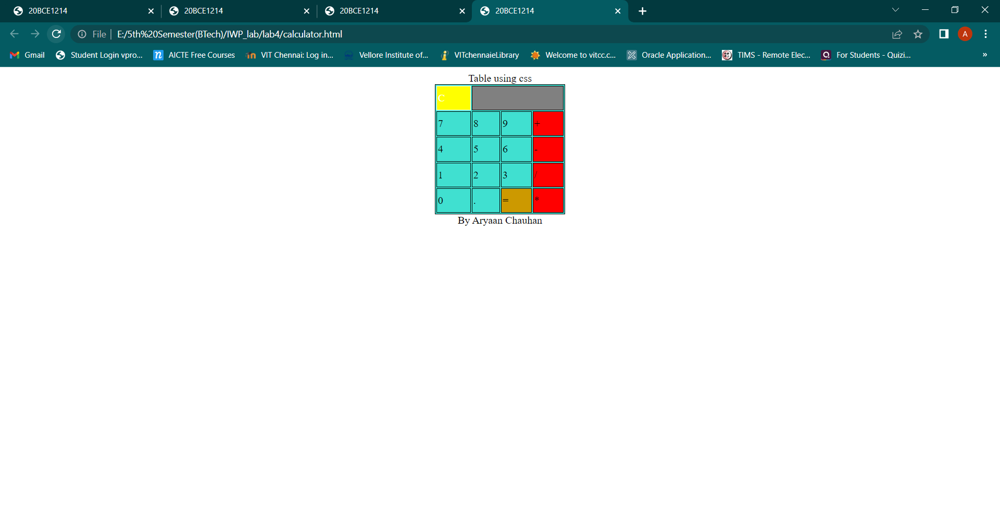 20BCE1214 20BCE1214 20BCE1214 20BCE1214
File E:/5th%20Semester(BTech)/IWP_lab/lab4/calculator.html A
Gmail Student Login vpro... n AICTE Free Courses VIT Chennai: Log in... Vellore Institute of... VITchennaieLibrary Welcome to vitcc.c... Oracle Application... TIMS - Remote Elec... Q For Students - Quizi... »
Table using css
C
7 8 9 +
4 5 6 -
1 2 3 /
0 . = *
By Aryaan Chauhan